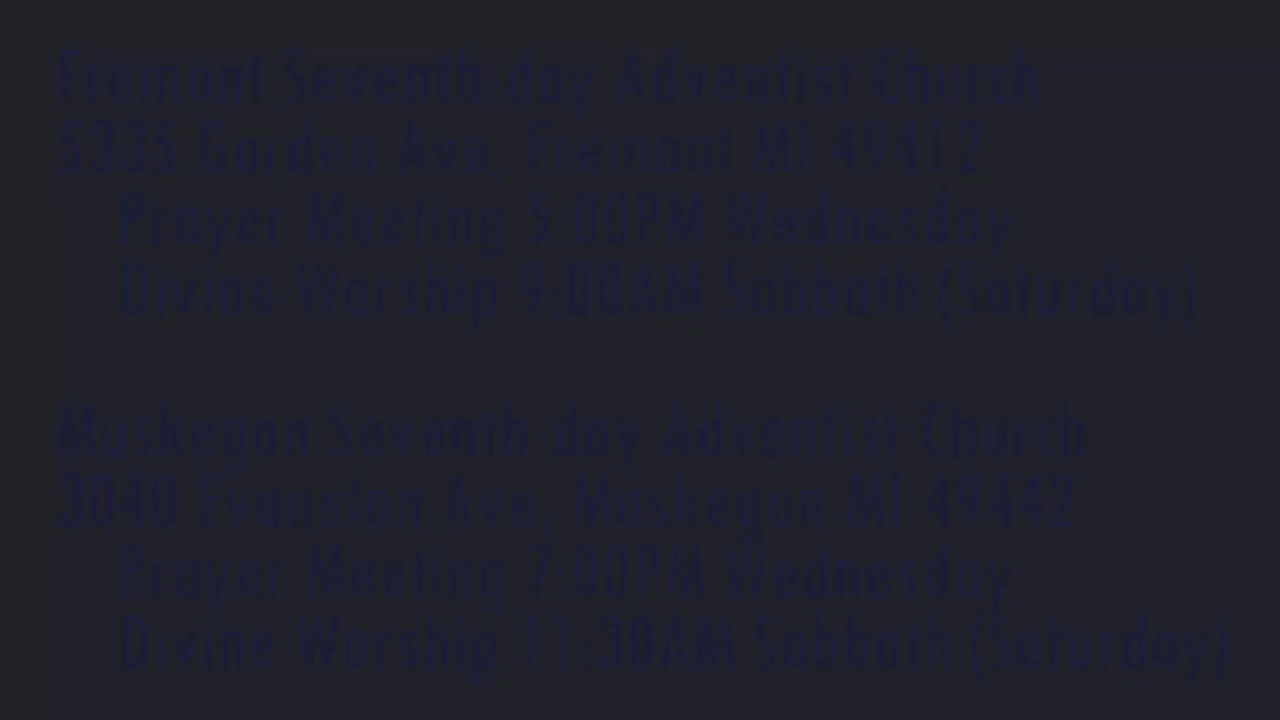 Fremont Seventh-day Adventist Church
5335 Garden Ave, Fremont MI 49412
Prayer Meeting 5:00PM Wednesday
Divine Worship 9:00AM Sabbath (Saturday)
Muskegon Seventh-day Adventist Church
3040 Evanston Ave, Muskegon MI 49442
Prayer Meeting 7:00PM Wednesday
Divine Worship 11:30AM Sabbath (Saturday)